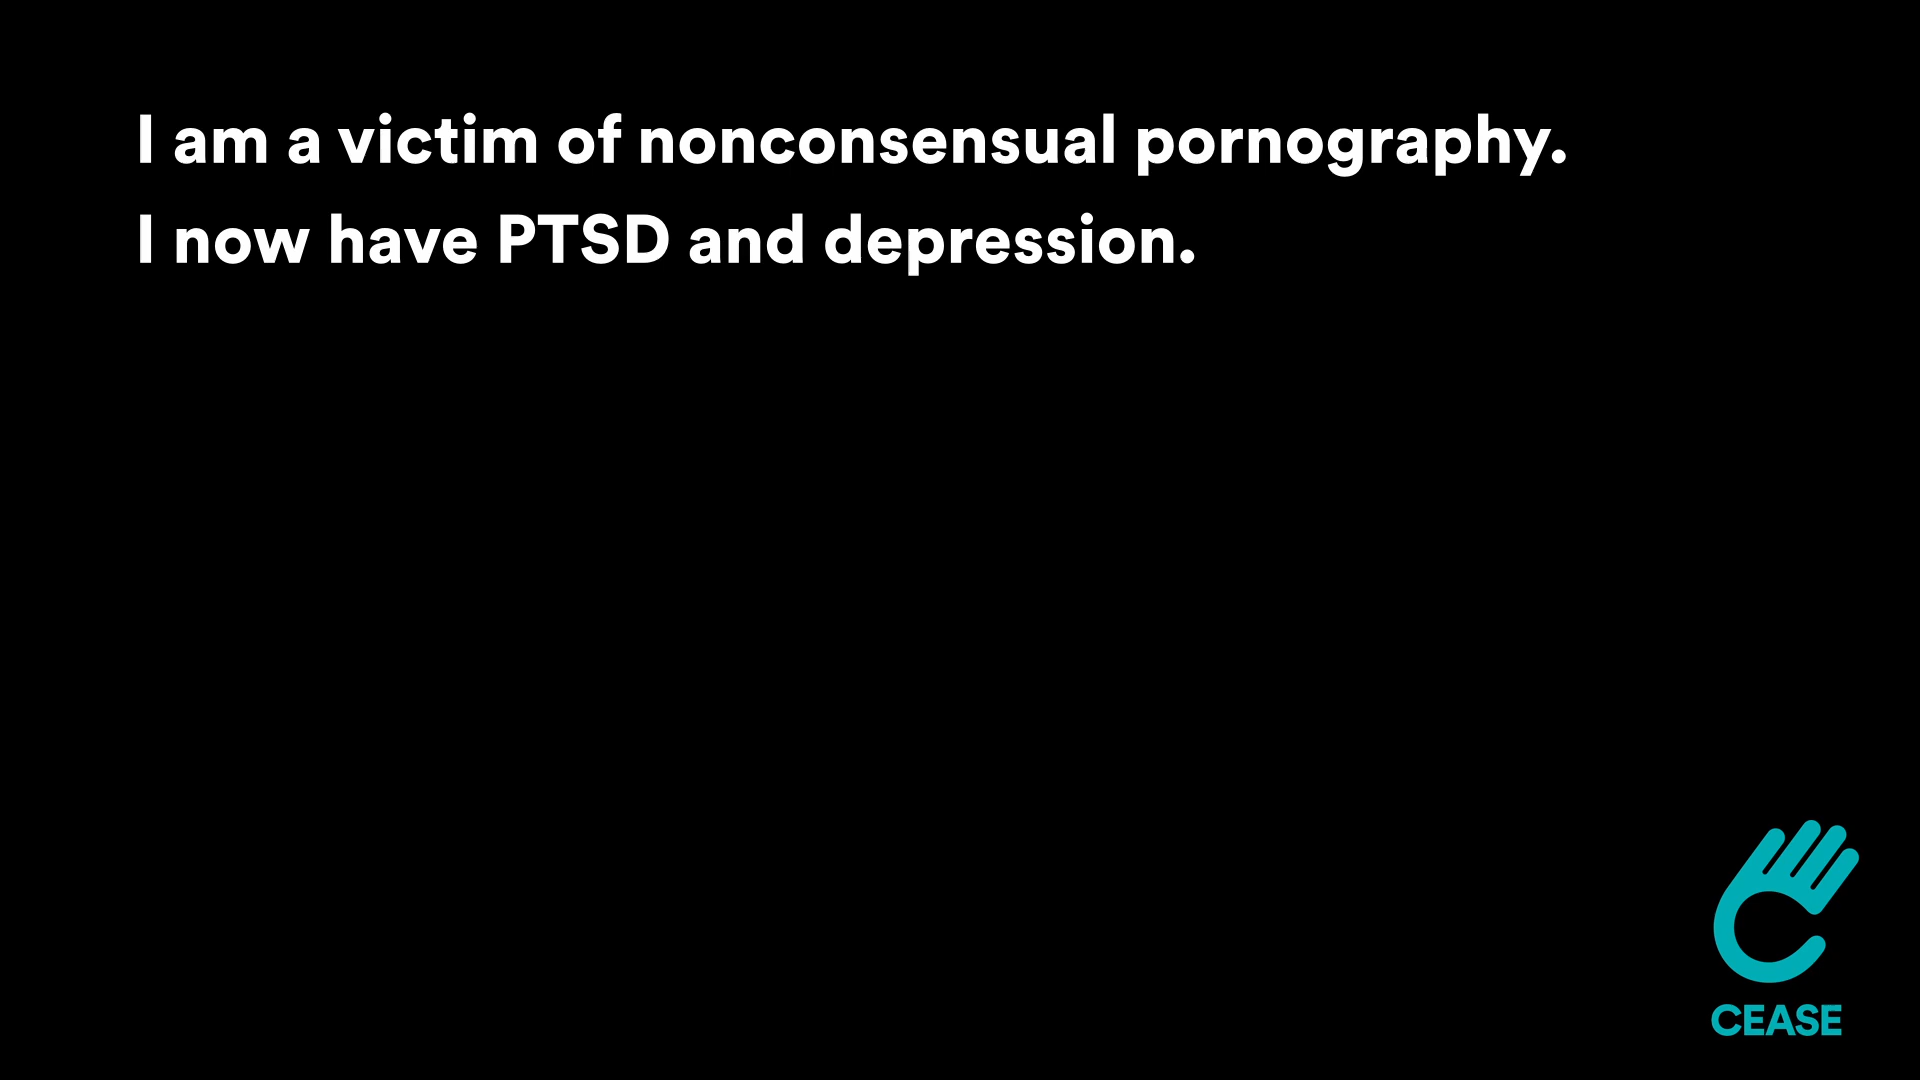 I am a victim of nonconsensual pornography.
I now have PTSD and depression.
CEASE